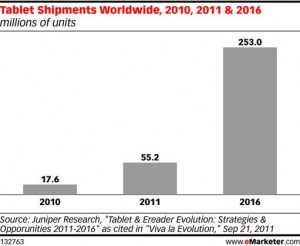 Tablet Shipments Worldwide, 2010, 2011 & 2016
millions of units
253.0
55.2
17.6
2010 2011 2016
Source: Juniper Research, "Tablet & Ereader Evolution: Strategies &
Opporunities 2011-2016" as cited in "Viva la Evolution," Sep 21, 2011
132763 www.eMarketer.com